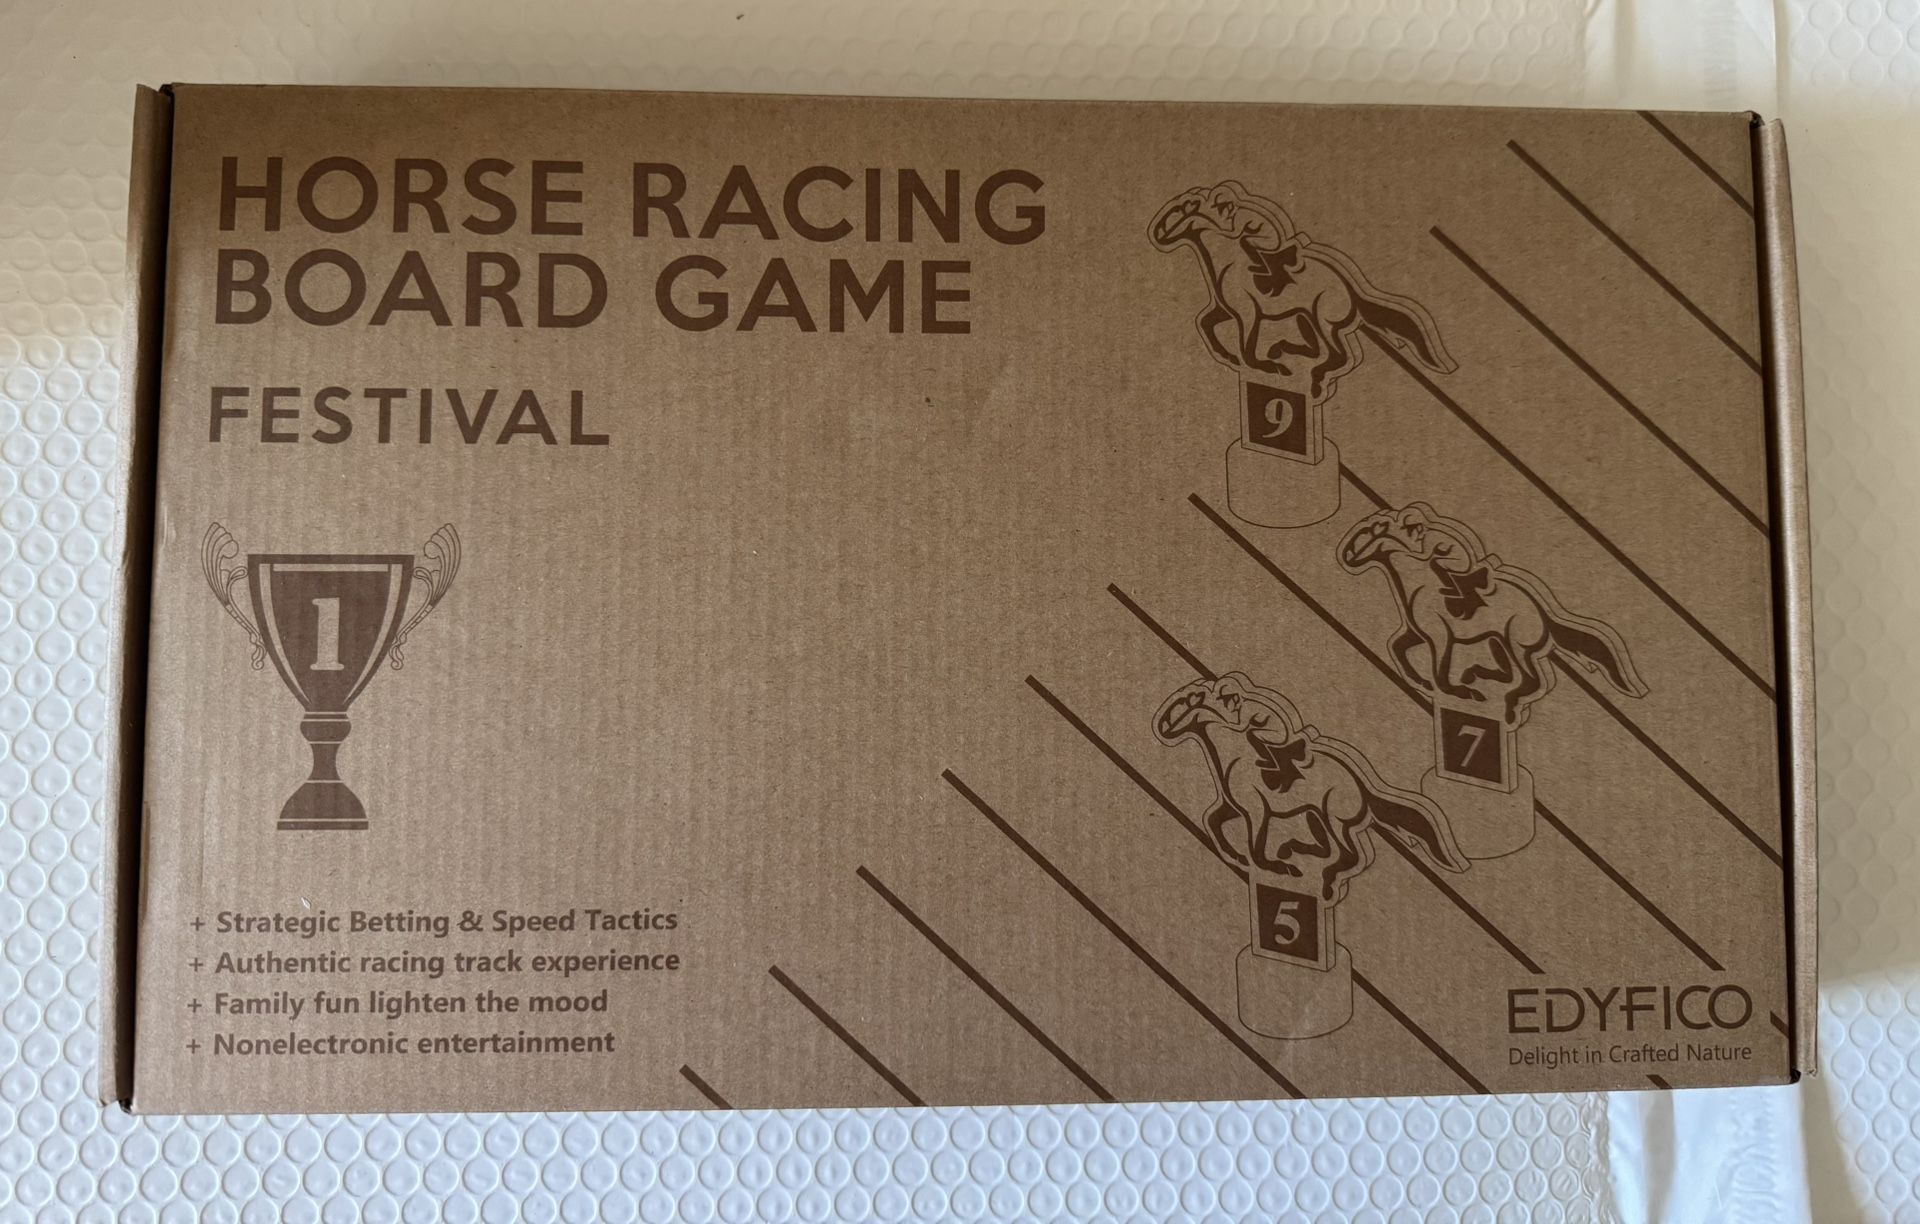 HORSE RACING
BOARD GAME
FESTIVAL
1
9
7
5
+ Strategic Betting & Speed Tactics
+ Authentic racing track experience
+ Family fun lighten the mood
+ Nonelectronic entertainment
EDYFICO
Delight in Crafted Nature